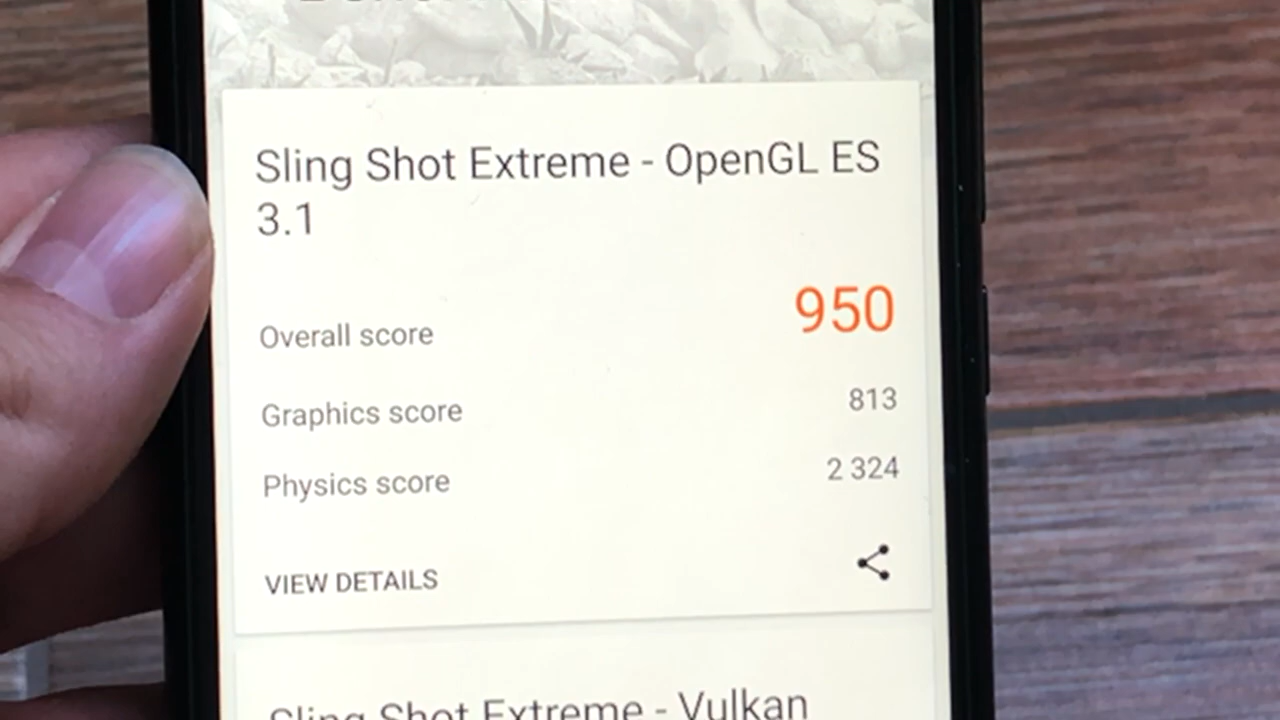 Sling Shot Extreme - OpenGL ES
3.1
950
Overall score
Graphics score 813
Physics score 2 324
VIEW DETAILS
Sling Shot Extreme - Vulkan